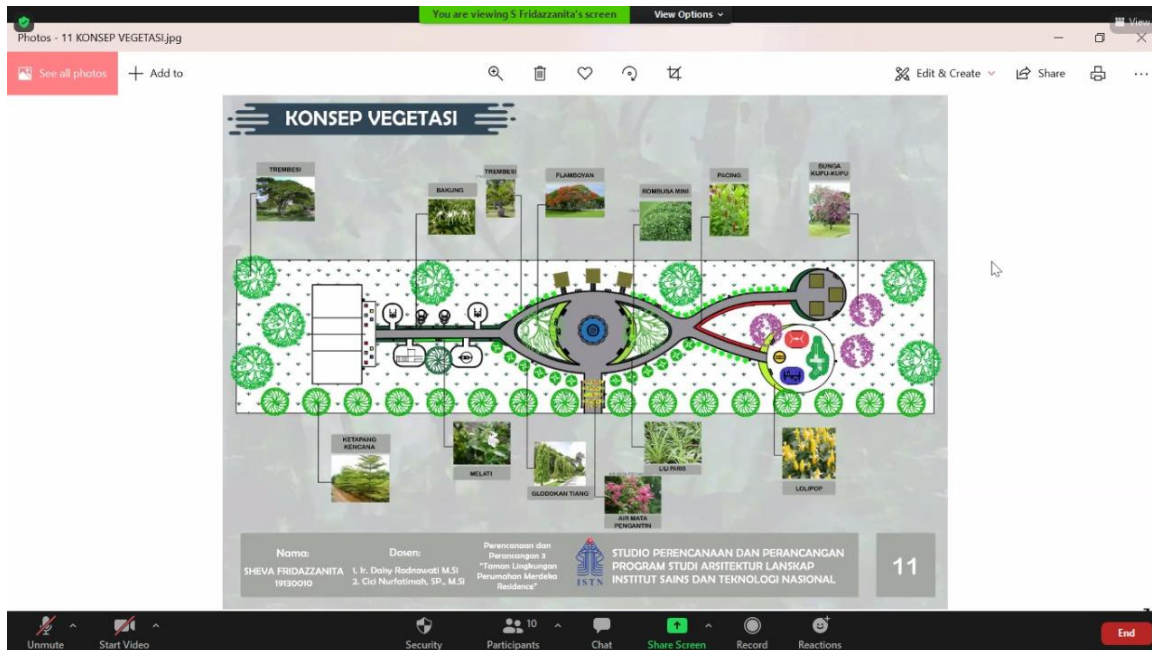 You are viewing S Fridazzanita's screen
View Options
View
Photos - 11 KONSEP VEGETASI.jpg
See all photos
Add to
Edit & Create
Share
KONSEP VEGETASI
TREMBESI
BAKUNG
TREMBESI
FLAMBOYAN
ROMBUSA MINI
PACING
BUNGA
KUPU-KUPU
KETAPANG
KENCANA
MELATI
GLODOKAN TIANG
AIR MATA
PENGANTIN
LILI PARIS
LOLIPOP
Nama:
SHEVA FRIDAZZANITA
19130010
Dosen:
1. Ir. Daisy Radnawati M.SI
2. Cici Nurfatimah, SP., M.Si
Perencanaan dan
Perancangan 3
"Taman Lingkungan
Perumahan Merdeka
Residence"
ISTN
STUDIO PERENCANAAN DAN PERANCANGAN
PROGRAM STUDI ARSITEKTUR LANSKAP
INSTITUT SAINS DAN TEKNOLOGI NASIONAL
11
Unmute
Start Video
Security
10
Participants
Chat
Share Screen
Record
Reactions
End